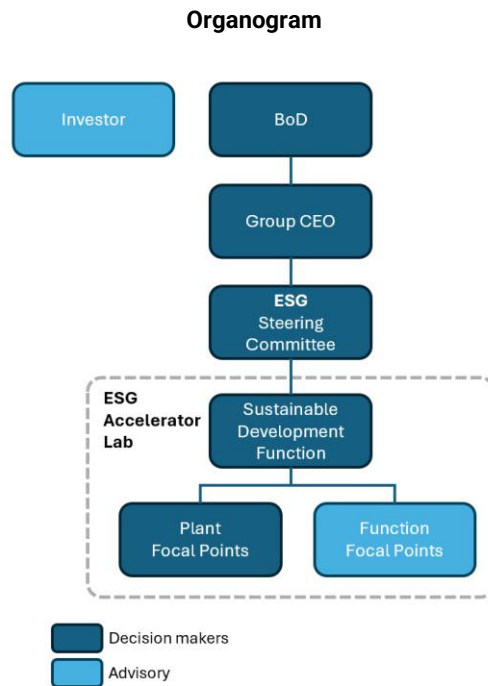 Organogram
Investor
BoD
Group CEO
ESG
Steering
Committee
ESG
Accelerator
Lab
Sustainable
Development
Function
Plant
Focal Points
Function
Focal Points
Decision makers
Advisory